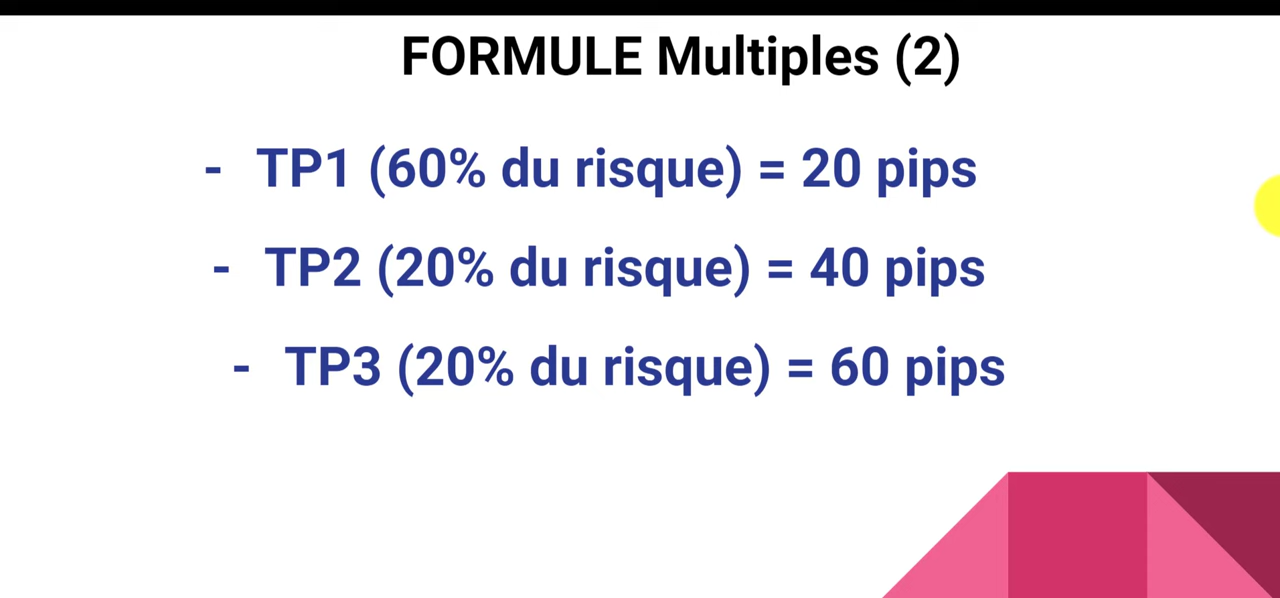 FORMULE Multiples (2)
- TP1 (60% du risque) = 20 pips
- TP2 (20% du risque) = 40 pips
- TP3 (20% du risque) = 60 pips